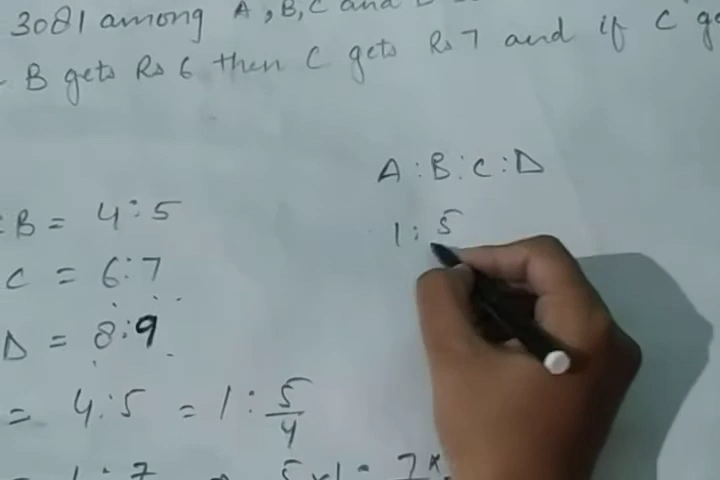 3081 among A, B, C and
B gets Rs 6 then C gets Rs 7 and if C
A : B : C : D
: B = 4 : 5
1 : 5
C = 6 : 7
D = 8 : 9
= 4 : 5 = 1 : 5/4